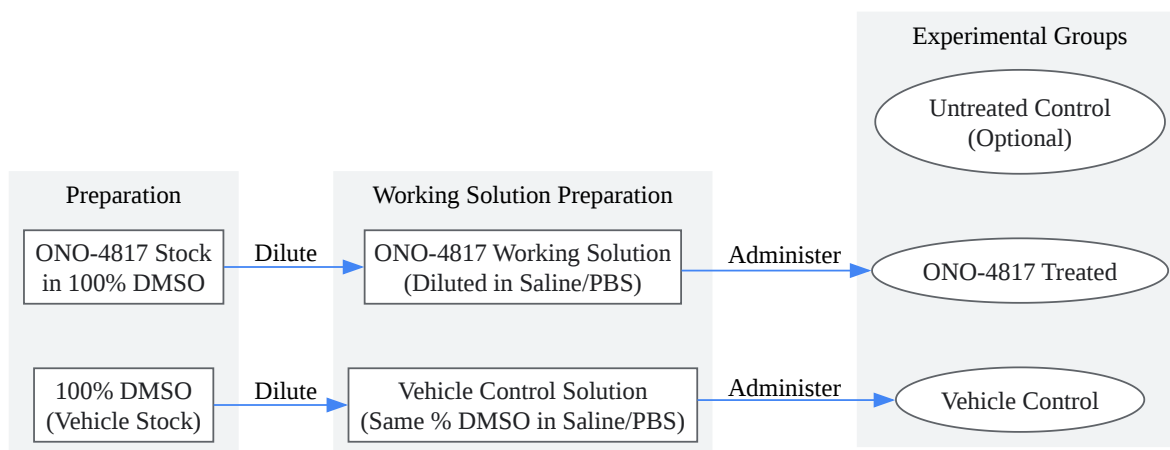 Experimental Groups
Untreated Control
(Optional)
Preparation
Working Solution Preparation
ONO-4817 Stock
in 100% DMSO
Dilute
ONO-4817 Working Solution
(Diluted in Saline/PBS)
Administer
ONO-4817 Treated
100% DMSO
(Vehicle Stock)
Dilute
Vehicle Control Solution
(Same % DMSO in Saline/PBS)
Administer
Vehicle Control